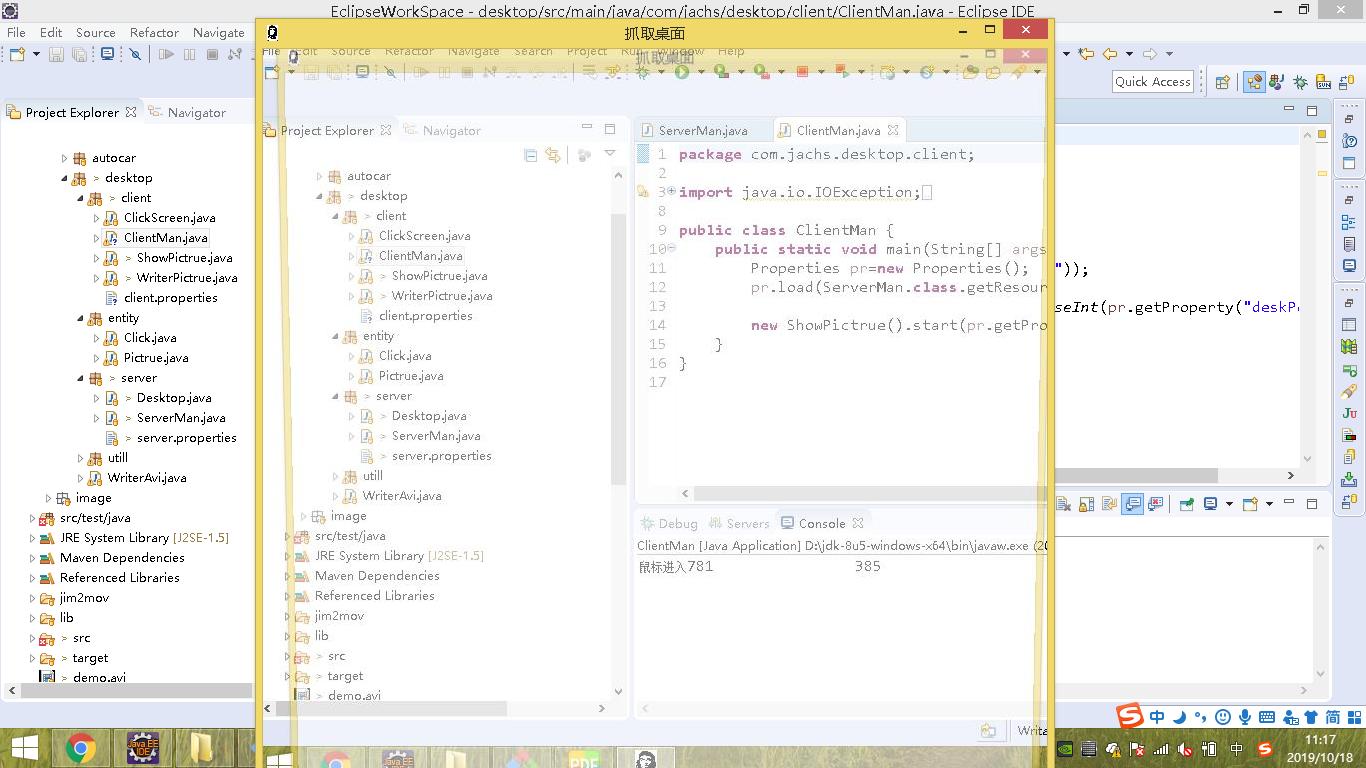 EclipseWorkSpace - desktop/src/main/java/com/jachs/desktop/client/ClientMan.java - Eclipse IDE
File Edit Source Refactor Navigate
Quick Access
Project Explorer Navigator
autocar
desktop
> client
ClickScreen.java
ClientMan.java
> ShowPictrue.java
> WriterPictrue.java
client.properties
entity
Click.java
Pictrue.java
> server
> Desktop.java
> ServerMan.java
> server.properties
utill
WriterAvi.java
image
src/test/java
JRE System Library [J2SE-1.5]
Maven Dependencies
Referenced Libraries
jim2mov
lib
> src
> target
> demo.avi
抓取桌面
File Edit Source Refactor Navigate Search Project Run Window Help
抓取桌面
Project Explorer Navigator
autocar
> desktop
> client
ClickScreen.java
ClientMan.java
> ShowPictrue.java
> WriterPictrue.java
client.properties
entity
Click.java
Pictrue.java
> server
> Desktop.java
> ServerMan.java
> server.properties
utill
WriterAvi.java
image
src/test/java
JRE System Library [J2SE-1.5]
Maven Dependencies
Referenced Libraries
jim2mov
lib
> src
> target
> demo.avi
ServerMan.java ClientMan.java
1 package com.jachs.desktop.client;
2
3 import java.io.IOException;
8
9 public class ClientMan {
10 public static void main(String[] args
11 Properties pr=new Properties();
12 pr.load(ServerMan.class.getResour
13
14 new ShowPictrue().start(pr.getPro
15 }
16 }
17
"));
seInt(pr.getProperty("deskP
Debug Servers Console
ClientMan [Java Application] D:\jdk-8u5-windows-x64\bin\javaw.exe (20
鼠标进入781 385
Writa
Java EE
IDE
PDF
中
简
中
11:17
2019/10/18